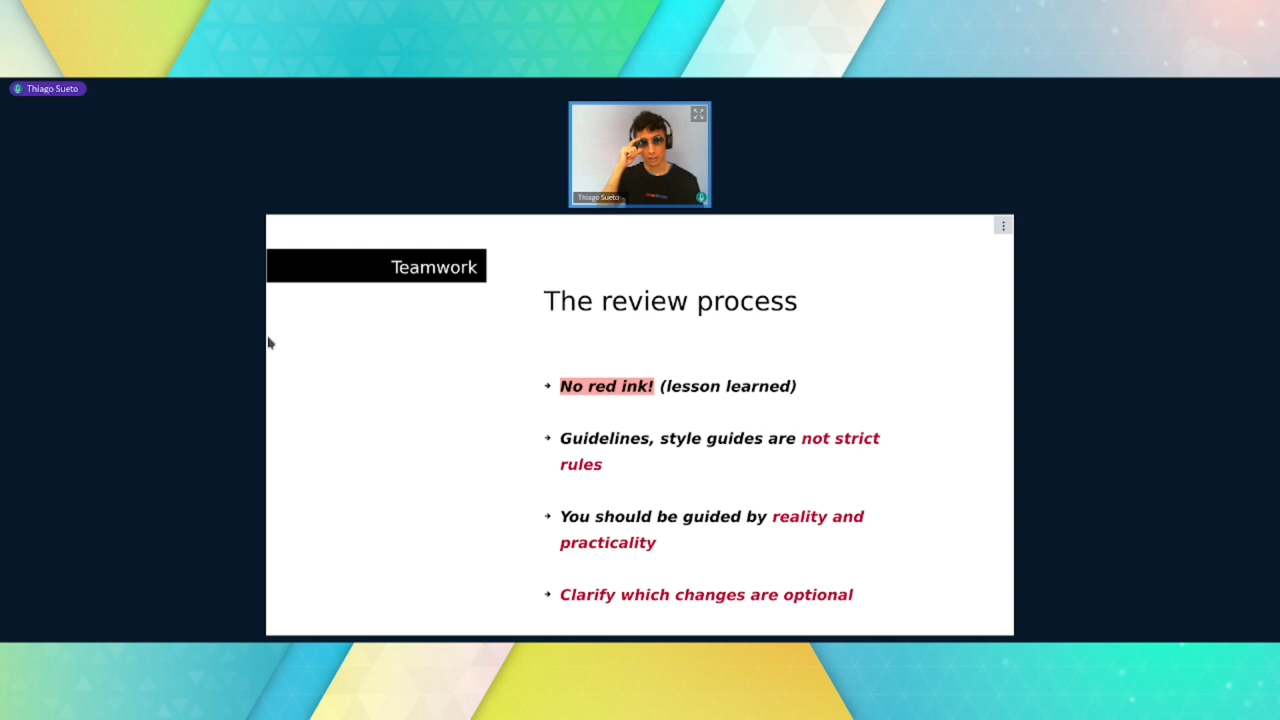 Thiago Sueto
Thiago Sueto
Teamwork
The review process
No red ink! (lesson learned)
Guidelines, style guides are not strict
rules
You should be guided by reality and
practicality
Clarify which changes are optional